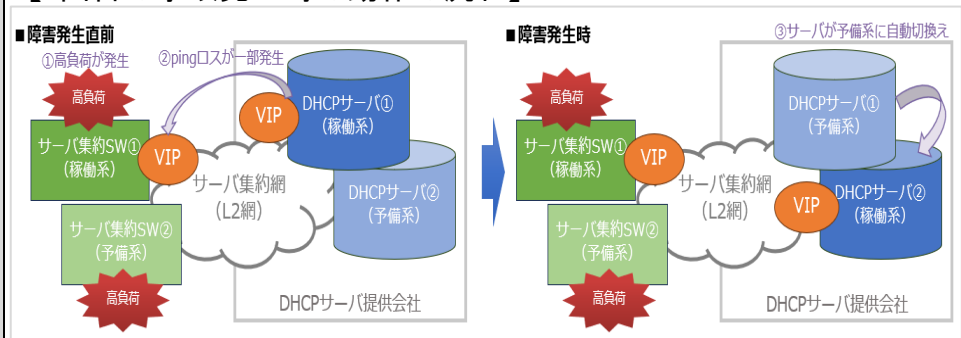 ■障害発生直前
①高負荷が発生
②pingロスが一部発生
高負荷
サーバ集約SW①
(稼働系)
VIP
VIP
DHCPサーバ①
(稼働系)
サーバ集約網
(L2網)
DHCPサーバ②
(予備系)
サーバ集約SW②
(予備系)
高負荷
DHCPサーバ提供会社
■障害発生時
③サーバが予備系に自動切換え
高負荷
サーバ集約SW①
(稼働系)
VIP
DHCPサーバ①
(予備系)
サーバ集約網
(L2網)
VIP
DHCPサーバ②
(稼働系)
サーバ集約SW②
(予備系)
高負荷
DHCPサーバ提供会社